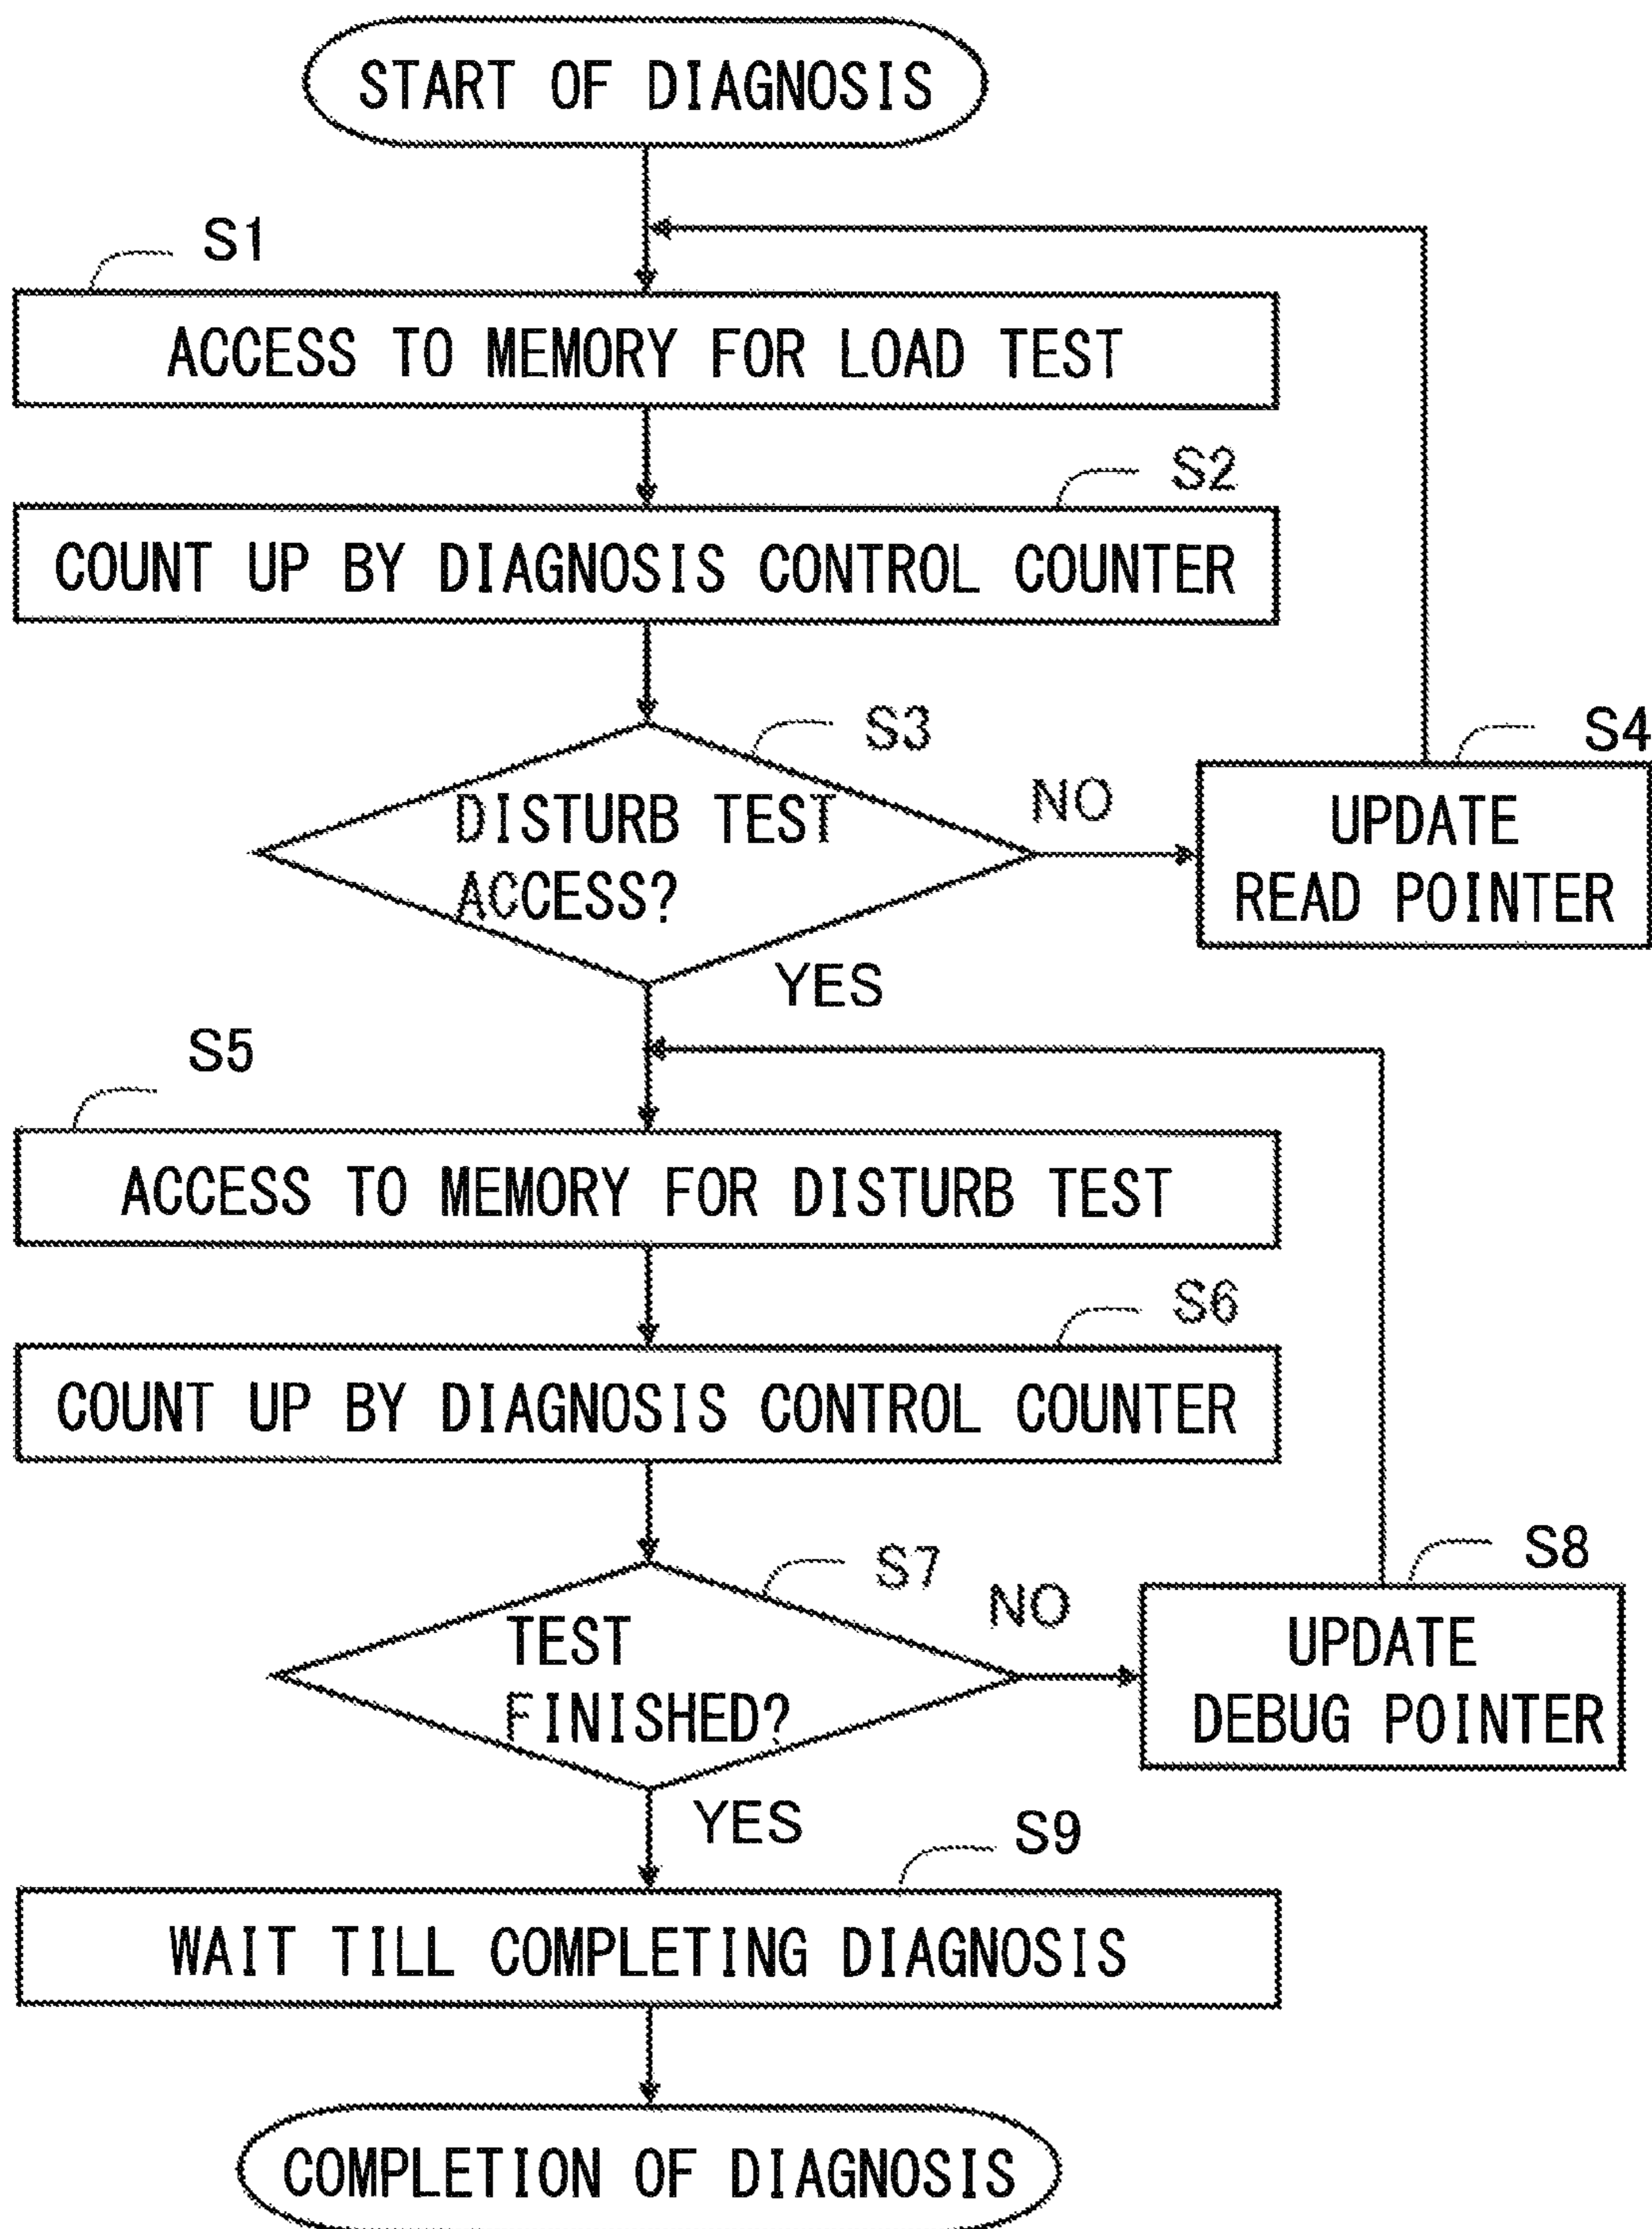 START OF DIAGNOSIS
S1
ACCESS TO MEMORY FOR LOAD TEST
S2
COUNT UP BY DIAGNOSIS CONTROL COUNTER
S3
DISTURB TEST
ACCESS?
NO
S4
UPDATE
READ POINTER
YES
S5
ACCESS TO MEMORY FOR DISTURB TEST
S6
COUNT UP BY DIAGNOSIS CONTROL COUNTER
S7
TEST
FINISHED?
NO
S8
UPDATE
DEBUG POINTER
YES
S9
WAIT TILL COMPLETING DIAGNOSIS
COMPLETION OF DIAGNOSIS